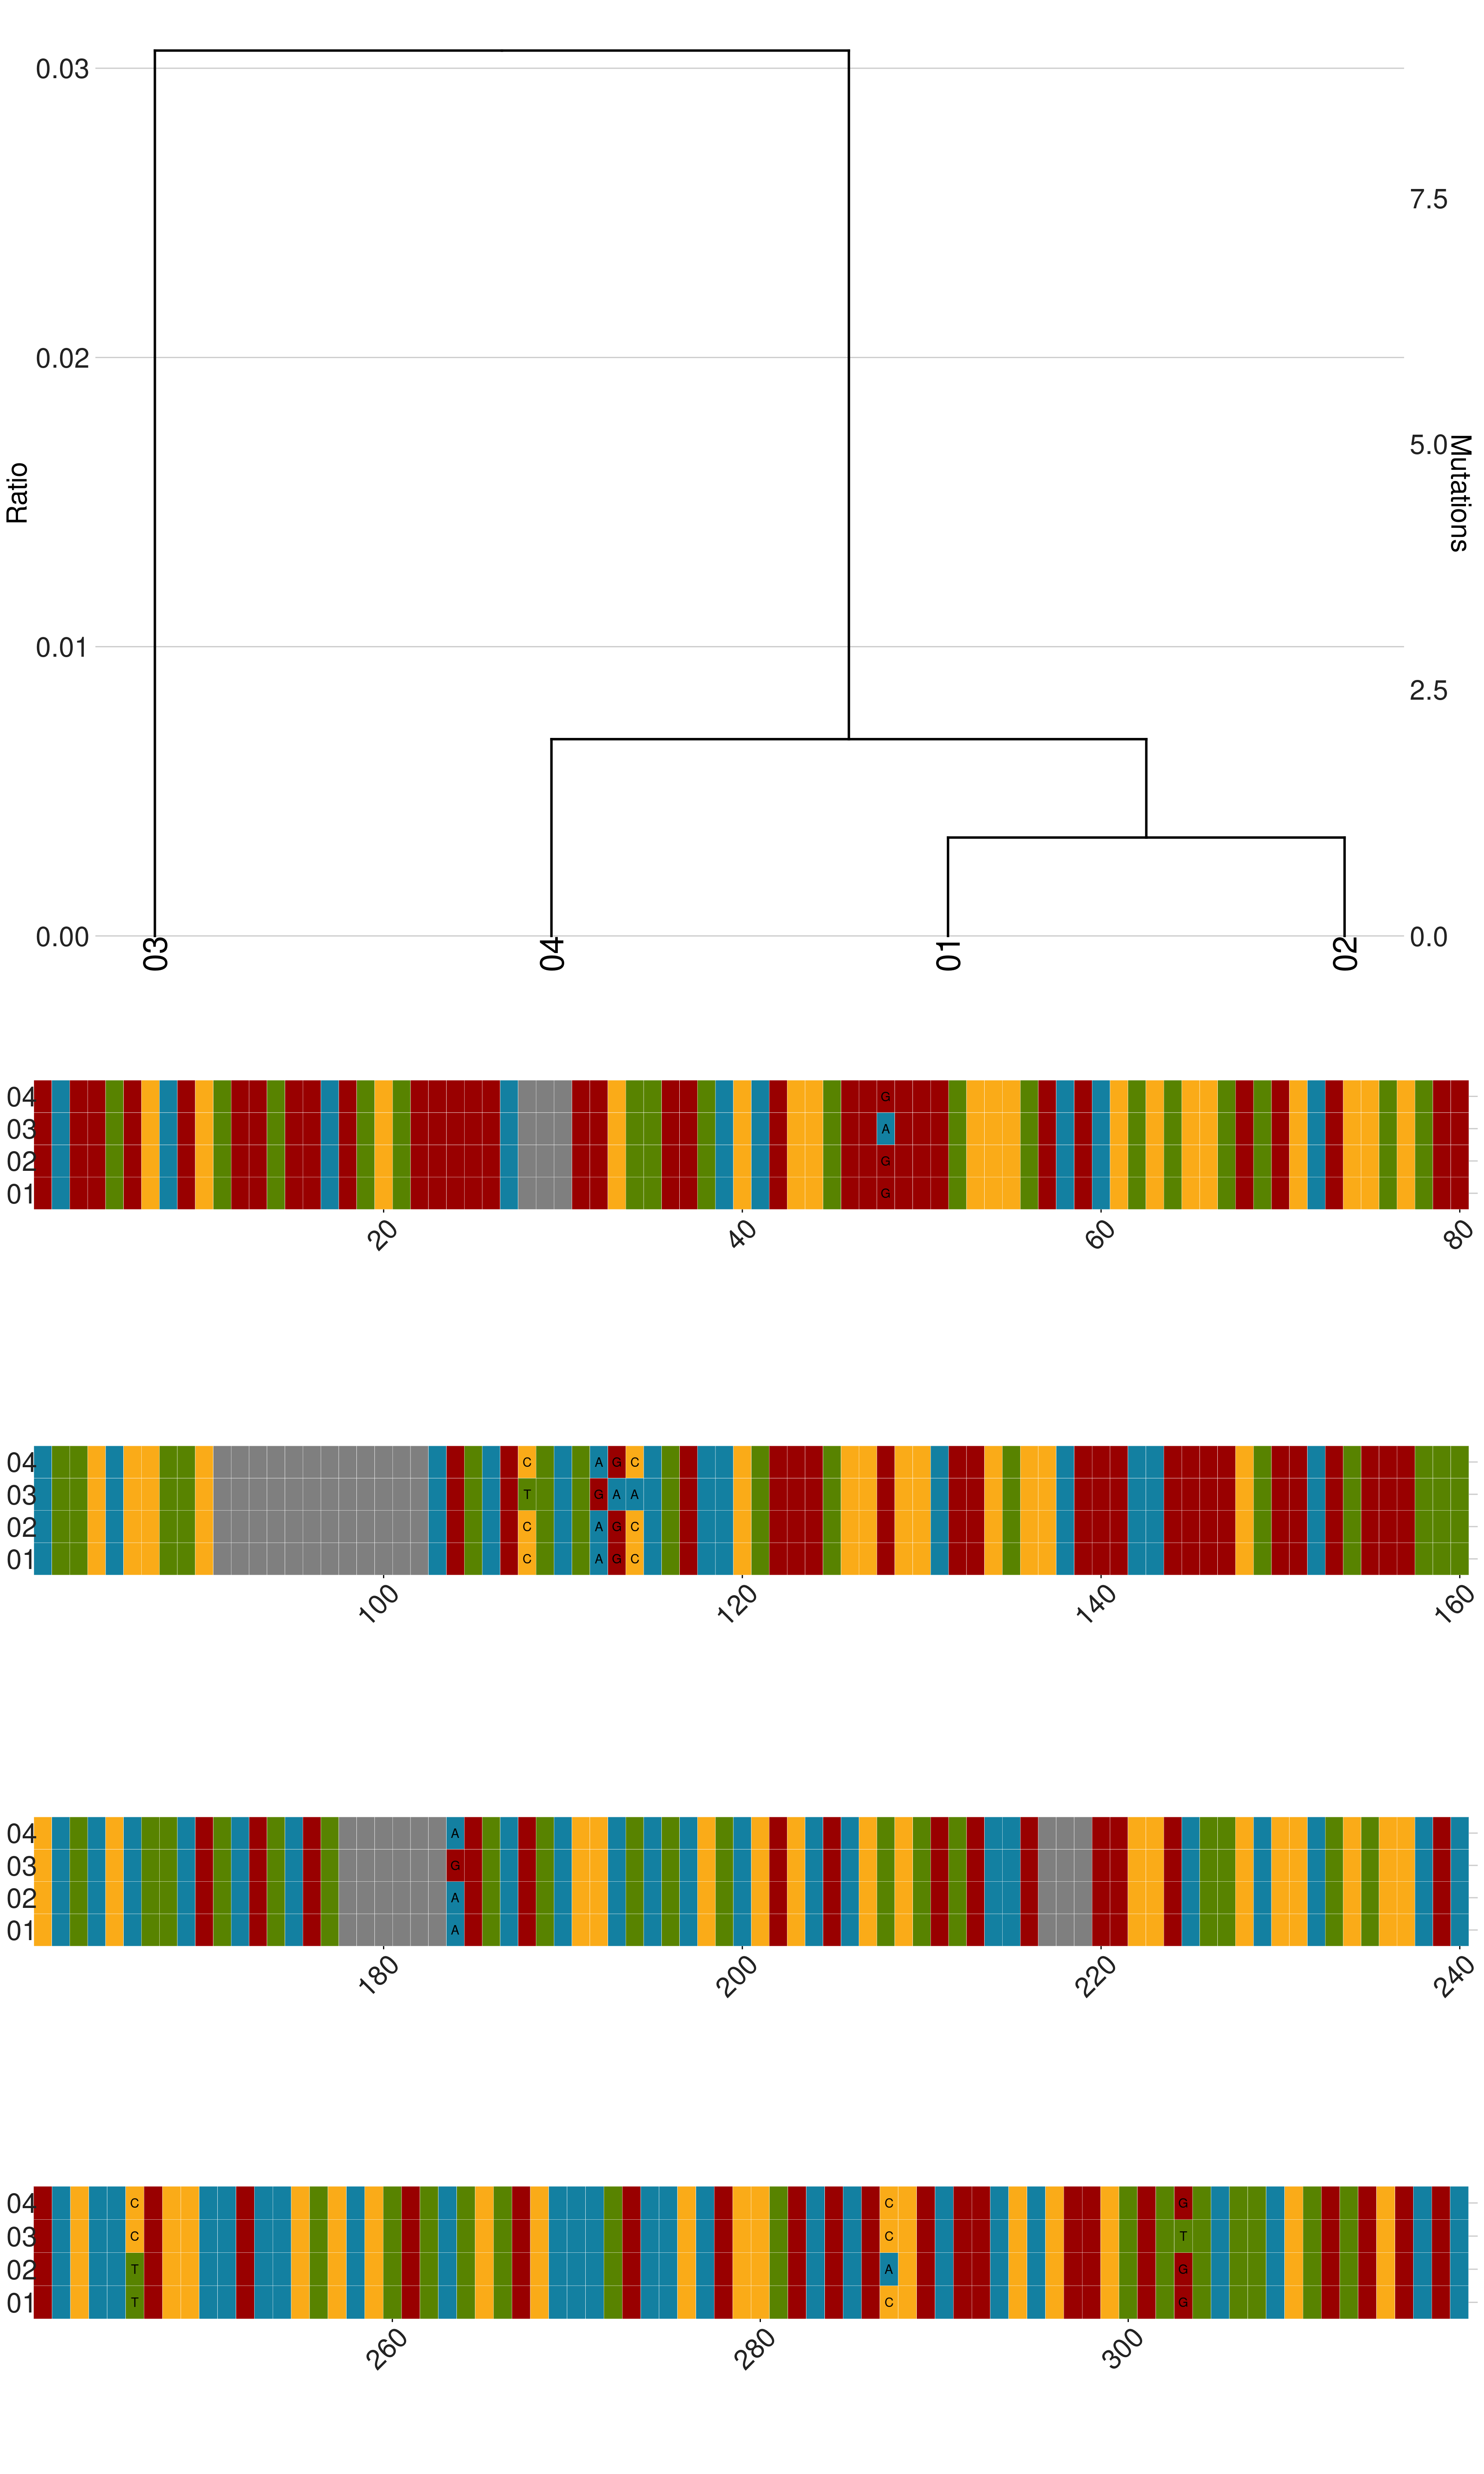 0.03
7.5
0.02
5.0
Ratio
Mutations
0.01
2.5
0.00
0.0
03 04 01 02
04 G
03 A
02 G
01 G
20 40 60 80
04 C A G C
03 T G A A
02 C A G C
01 C A G C
100 120 140 160
04 A
03 G
02 A
01 A
180 200 220 240
04 C C G
03 C C T
02 T A G
01 T C G
260 280 300